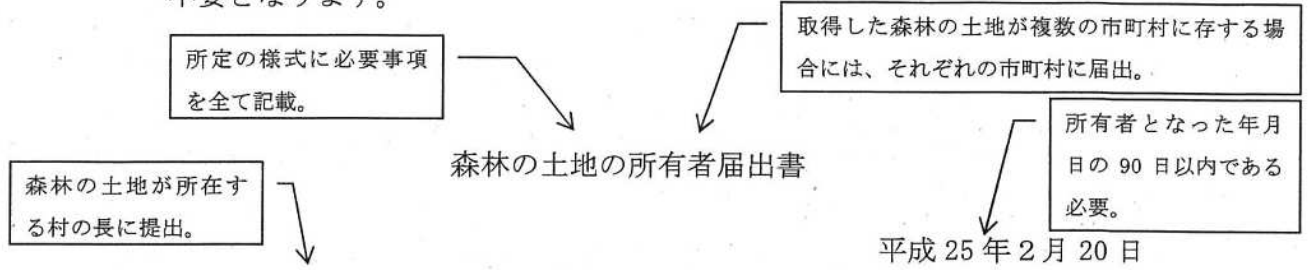 不要となります。
取得した森林の土地が複数の市町村に存する場
合には、それぞれの市町村に届出。
所定の様式に必要事項
を全て記載。
所有者となった年月
日の 90 日以内である
必要。
森林の土地の所有者届出書
森林の土地が所在す
る村の長に提出。
平成 25 年 2 月 20 日